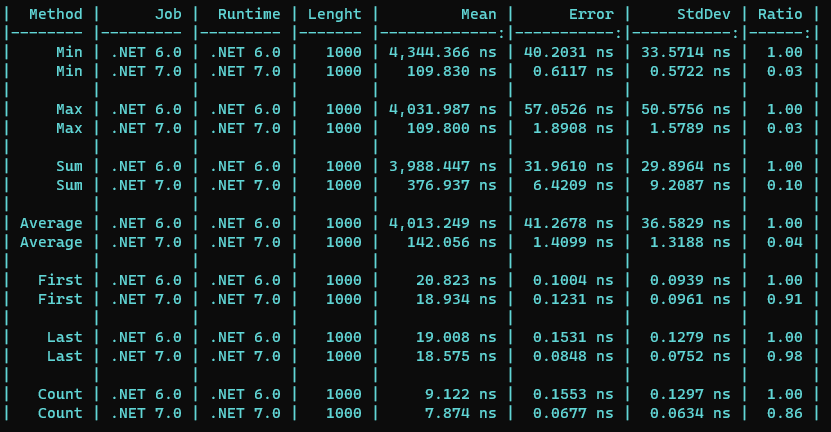 |  Method |      Job |  Runtime | Lenght |         Mean |      Error |     StdDev | Ratio |
|-------- |--------- |--------- |------- |-------------:|-----------:|-----------:|------:|
|     Min | .NET 6.0 | .NET 6.0 |   1000 | 4,344.366 ns | 40.2031 ns | 33.5714 ns |  1.00 |
|     Min | .NET 7.0 | .NET 7.0 |   1000 |   109.830 ns |  0.6117 ns |  0.5722 ns |  0.03 |
|         |          |          |        |              |            |            |       |
|     Max | .NET 6.0 | .NET 6.0 |   1000 | 4,031.987 ns | 57.0526 ns | 50.5756 ns |  1.00 |
|     Max | .NET 7.0 | .NET 7.0 |   1000 |   109.800 ns |  1.8908 ns |  1.5789 ns |  0.03 |
|         |          |          |        |              |            |            |       |
|     Sum | .NET 6.0 | .NET 6.0 |   1000 | 3,988.447 ns | 31.9610 ns | 29.8964 ns |  1.00 |
|     Sum | .NET 7.0 | .NET 7.0 |   1000 |   376.937 ns |  6.4209 ns |  9.2087 ns |  0.10 |
|         |          |          |        |              |            |            |       |
| Average | .NET 6.0 | .NET 6.0 |   1000 | 4,013.249 ns | 41.2678 ns | 36.5829 ns |  1.00 |
| Average | .NET 7.0 | .NET 7.0 |   1000 |   142.056 ns |  1.4099 ns |  1.3188 ns |  0.04 |
|         |          |          |        |              |            |            |       |
|   First | .NET 6.0 | .NET 6.0 |   1000 |    20.823 ns |  0.1004 ns |  0.0939 ns |  1.00 |
|   First | .NET 7.0 | .NET 7.0 |   1000 |    18.934 ns |  0.1231 ns |  0.0961 ns |  0.91 |
|         |          |          |        |              |            |            |       |
|    Last | .NET 6.0 | .NET 6.0 |   1000 |    19.008 ns |  0.1531 ns |  0.1279 ns |  1.00 |
|    Last | .NET 7.0 | .NET 7.0 |   1000 |    18.575 ns |  0.0848 ns |  0.0752 ns |  0.98 |
|         |          |          |        |              |            |            |       |
|   Count | .NET 6.0 | .NET 6.0 |   1000 |     9.122 ns |  0.1553 ns |  0.1297 ns |  1.00 |
|   Count | .NET 7.0 | .NET 7.0 |   1000 |     7.874 ns |  0.0677 ns |  0.0634 ns |  0.86 |